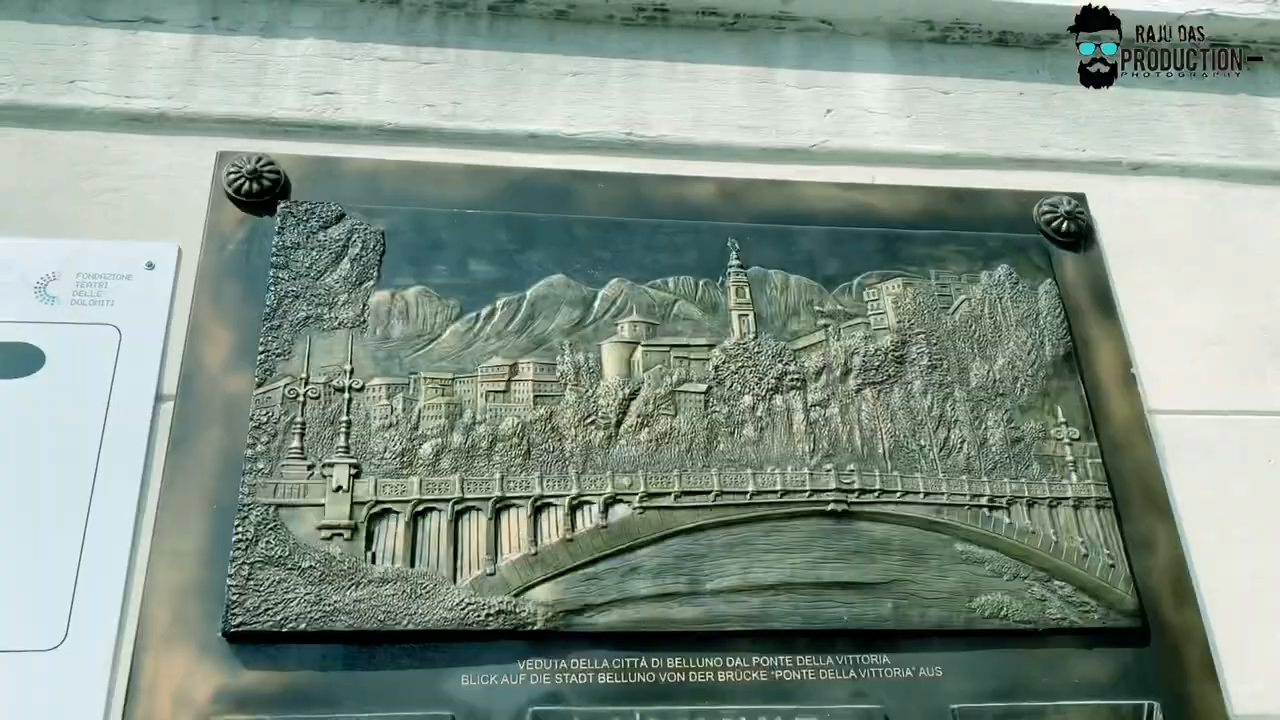 RAJU DAS
PRODUCTION
PHOTOGRAPHY
FONDAZIONE
TEATRI
DELLE
DOLOMITI
VEDUTA DELLA CITTÀ DI BELLUNO DAL PONTE DELLA VITTORIA
BLICK AUF DIE STADT BELLUNO VON DER BRÜCKE "PONTE DELLA VITTORIA" AUS